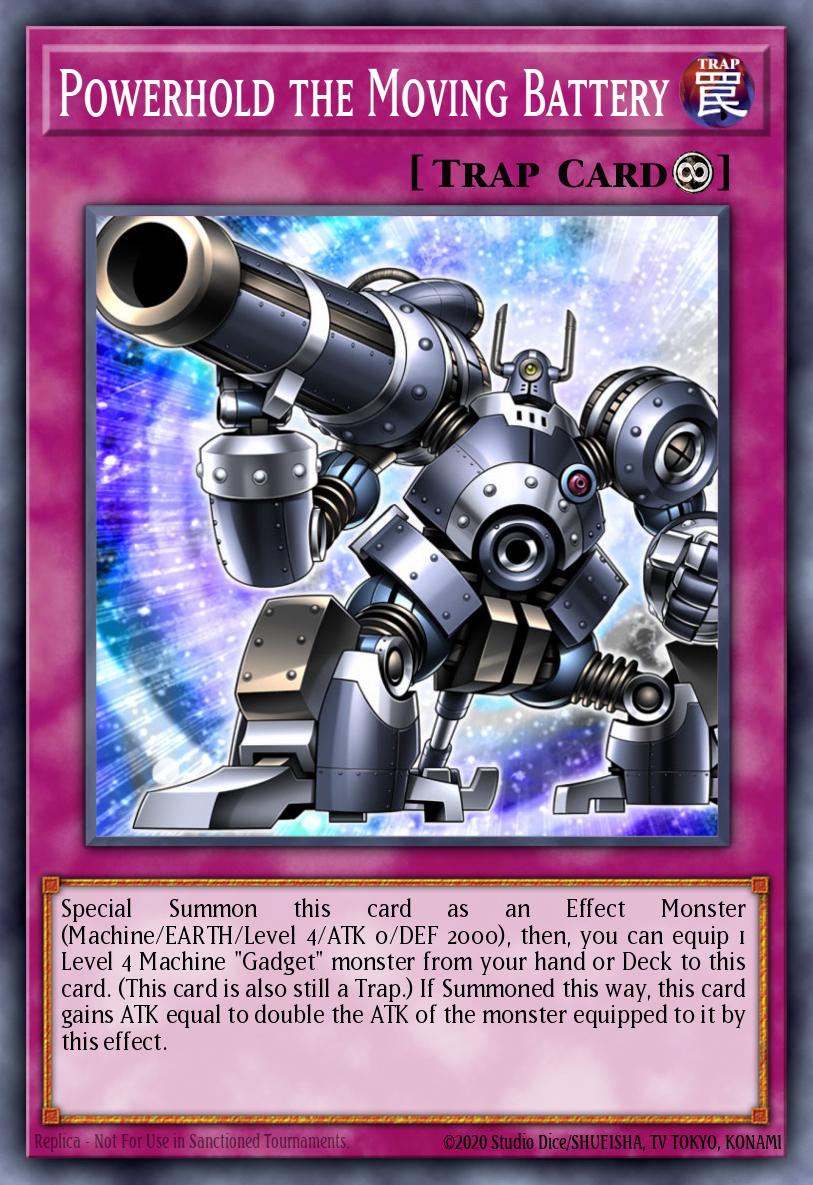 Powerhold the Moving Battery
TRAP
罠
[Trap Card ∞]
Special Summon this card as an Effect Monster
(Machine/EARTH/Level 4/ATK 0/DEF 2000), then, you can equip 1
Level 4 Machine "Gadget" monster from your hand or Deck to this
card. (This card is also still a Trap.) If Summoned this way, this card
gains ATK equal to double the ATK of the monster equipped to it by
this effect.
Replica - Not For Use in Sanctioned Tournaments.
©2020 Studio Dice/SHUEISHA, TV TOKYO, KONAMI